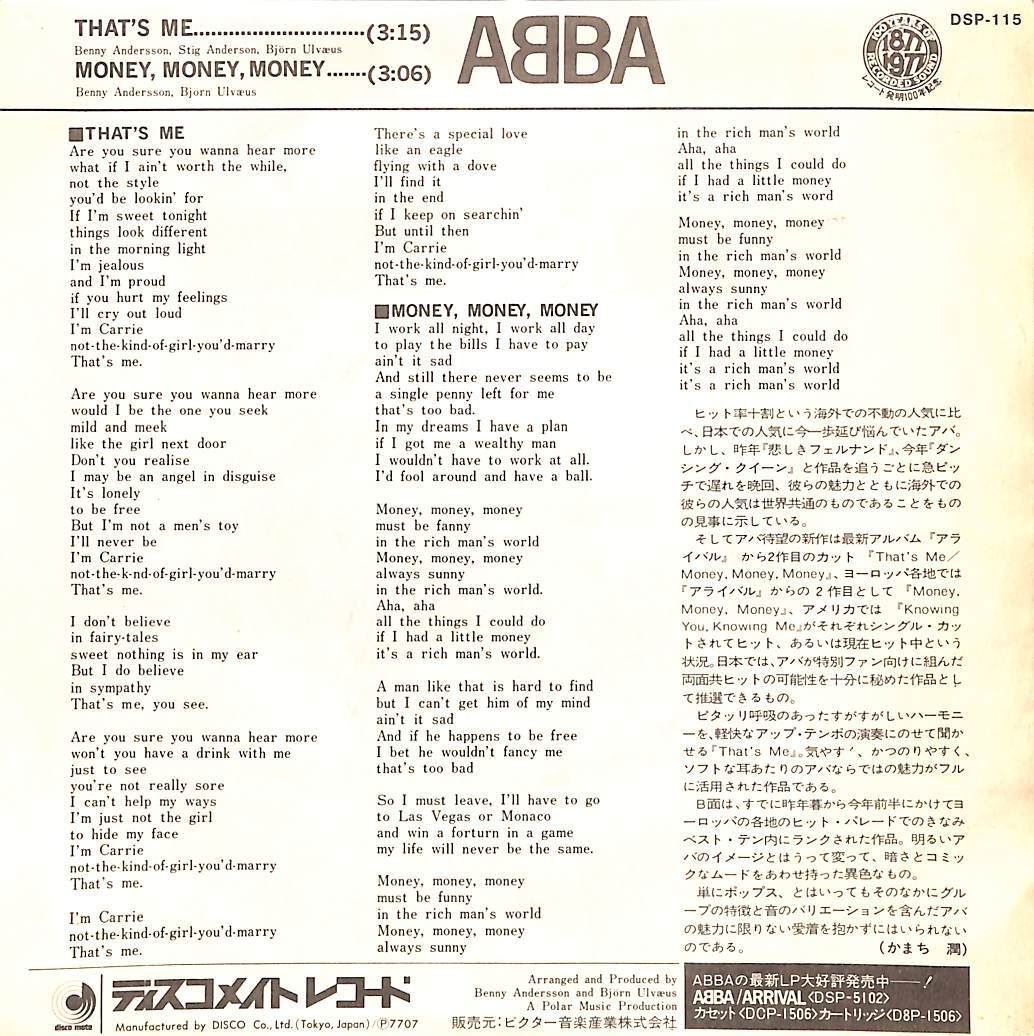 THAT'S ME.............................(3:15)
Benny Andersson, Stig Anderson, Björn Ulvæus
MONEY, MONEY, MONEY.......(3:06)
Benny Andersson, Bjorn Ulvæus
ABBA
100 YEARS OF
1877
1977
RECORDED SOUND
レコード発明100年記念
DSP-115
■THAT'S ME
Are you sure you wanna hear more
what if I ain't worth the while,
not the style
you'd be lookin' for
If I'm sweet tonight
things look different
in the morning light
I'm jealous
and I'm proud
if you hurt my feelings
I'll cry out loud
I'm Carrie
not-the-kind-of-girl-you'd-marry
That's me.
Are you sure you wanna hear more
would I be the one you seek
mild and meek
like the girl next door
Don't you realise
I may be an angel in disguise
It's lonely
to be free
But I'm not a men's toy
I'll never be
I'm Carrie
not-the-k-nd-of-girl-you'd-marry
That's me.
I don't believe
in fairy-tales
sweet nothing is in my ear
But I do believe
in sympathy
That's me, you see.
Are you sure you wanna hear more
won't you have a drink with me
just to see
you're not really sore
I can't help my ways
I'm just not the girl
to hide my face
I'm Carrie
not-the-kind-of-girl-you'd-marry
That's me.
I'm Carrie
not-the-kind-of-girl-you'd-marry
That's me.
There's a special love
like an eagle
flying with a dove
I'll find it
in the end
if I keep on searchin'
But until then
I'm Carrie
not-the-kind-of-girl-you'd-marry
That's me.
■MONEY, MONEY, MONEY
I work all night, I work all day
to play the bills I have to pay
ain't it sad
And still there never seems to be
a single penny left for me
that's too bad.
In my dreams I have a plan
if I got me a wealthy man
I wouldn't have to work at all.
I'd fool around and have a ball.
Money, money, money
must be fanny
in the rich man's world
Money, money, money
always sunny
in the rich man's world.
Aha, aha
all the things I could do
if I had a little money
it's a rich man's world.
A man like that is hard to find
but I can't get him of my mind
ain't it sad
And if he happens to be free
I bet he wouldn't fancy me
that's too bad
So I must leave, I'll have to go
to Las Vegas or Monaco
and win a forturn in a game
my life will never be the same.
Money, money, money
must be funny
in the rich man's world
Money, money, money
always sunny
in the rich man's world
Aha, aha
all the things I could do
if I had a little money
it's a rich man's word
Money, money, money
must be funny
in the rich man's world
Money, money, money
always sunny
in the rich man's world
Aha, aha
all the things I could do
if I had a little money
it's a rich man's world
it's a rich man's world
ヒット率十割という海外での不動の人気に比
べ、日本での人気に今一歩延び悩んでいたアバ。
しかし、昨年『悲しきフェルナンド』、今年『ダン
シング・クイーン』と作品を追うごとに急ピッ
チで遅れを晩回、彼らの魅力とともに海外での
彼らの人気は世界共通のものであることをもの
の見事に示している。
そしてアバ待望の新作は最新アルバム『アラ
イバル』から2作目のカット『That's Me／
Money, Money, Money』、ヨーロッパ各地では
『アライバル』からの２作目として『Money,
Money, Money』、アメリカでは『Knowing
You, Knowing Me』がそれぞれシングル・カッ
トされてヒット、あるいは現在ヒット中という
状況。日本では、アバが特別ファン向けに組んだ
両面共ヒットの可能性を十分に秘めた作品とし
て推選できるもの。
ピタッリ呼吸のあったすがすがしいハーモニ
ーを、軽快なアップ・テンポの演奏にのせて聞か
せる『That's Me』。気やす、かつのりやすく、
ソフトな耳あたりのアバならではの魅力がフル
に活用された作品である。
B面は、すでに昨年暮から今年前半にかけてヨ
ーロッパの各地のヒット・パレードでのきなみ
ベスト・テン内にランクされた作品。明るいア
バのイメージとはうって変って、暗さとコミッ
クなムードをあわせ持った異色なもの。
単にポップス、とはいってもそのなかにグル
ープの特徴と音のバリエーションを含んだアバ
の魅力に限りない愛着を抱かずにはいられない
のである。 (かまち 潤)
disco mate
ディスコメイトレコード
Manufactured by DISCO Co., Ltd. (Tokyo, Japan)/Ⓟ7707
Arranged and Produced by
Benny Andersson and Björn Ulvæus
A Polar Music Production
販売元：ビクター音楽産業株式会社
ABBAの最新LP大好評発売中——！
ABBA/ARRIVAL<DSP-5102>
カセット<DCP-1506>カートリッジ<D8P-1506>